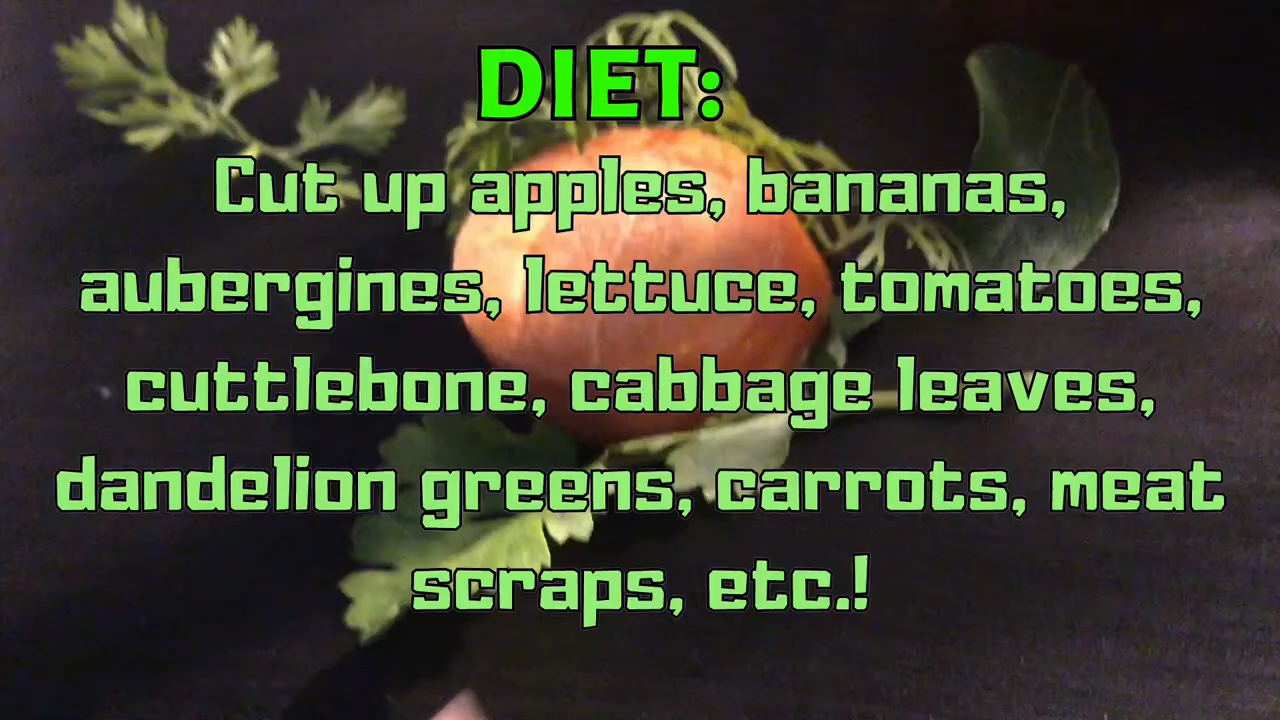 DIET:
Cut up apples, bananas,
aubergines, lettuce, tomatoes,
cuttlebone, cabbage leaves,
dandelion greens, carrots, meat
scraps, etc.!